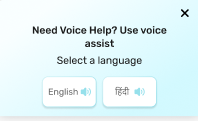 Need Voice Help? Use voice
assist
Select a language
English
हिंदी